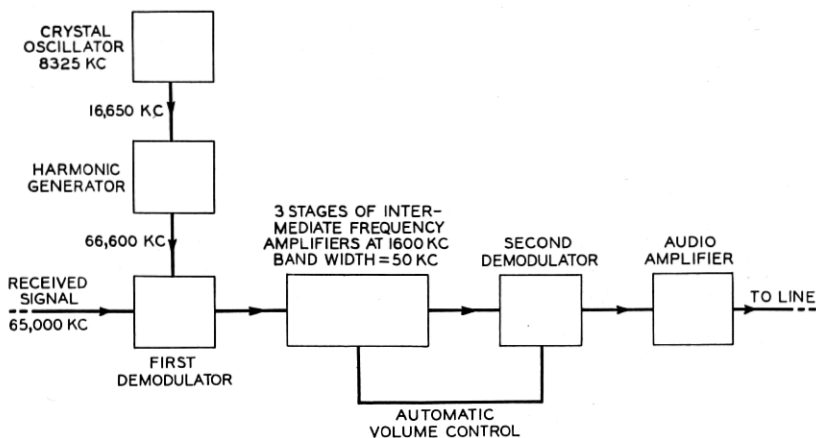 CRYSTAL
OSCILLATOR
8325 KC
16,650 KC
HARMONIC
GENERATOR
66,600 KC
3 STAGES OF INTER-
MEDIATE FREQUENCY
AMPLIFIERS AT 1600 KC
BAND WIDTH = 50 KC
SECOND
DEMODULATOR
AUDIO
AMPLIFIER
RECEIVED
SIGNAL
65,000 KC
TO LINE
FIRST
DEMODULATOR
AUTOMATIC
VOLUME CONTROL